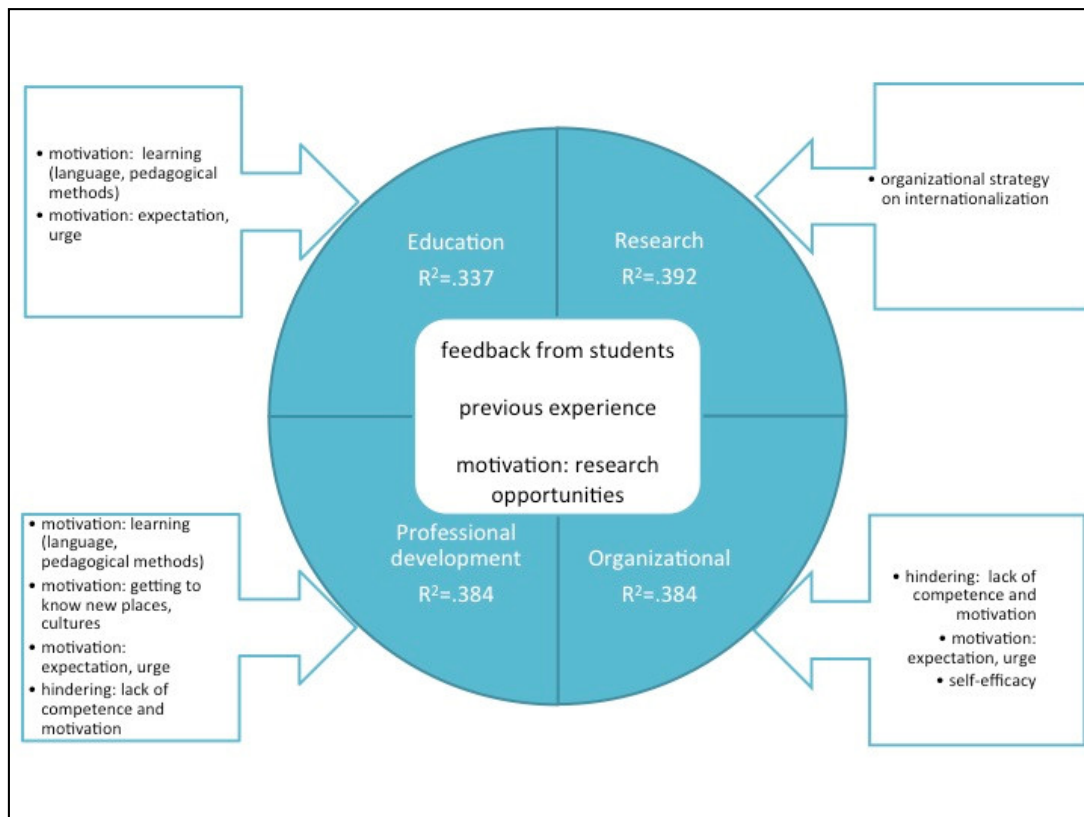 • motivation: learning
(language, pedagogical
methods)
• motivation: expectation,
urge
• organizational strategy
on internationalization
Education
R²=.337
Research
R²=.392
feedback from students
previous experience
motivation: research
opportunities
Professional
development
R²=.384
Organizational
R²=.384
• motivation: learning
(language,
pedagogical methods)
• motivation: getting to
know new places,
cultures
• motivation:
expectation, urge
• hindering: lack of
competence and
motivation
• hindering: lack of
competence and
motivation
• motivation:
expectation, urge
• self-efficacy